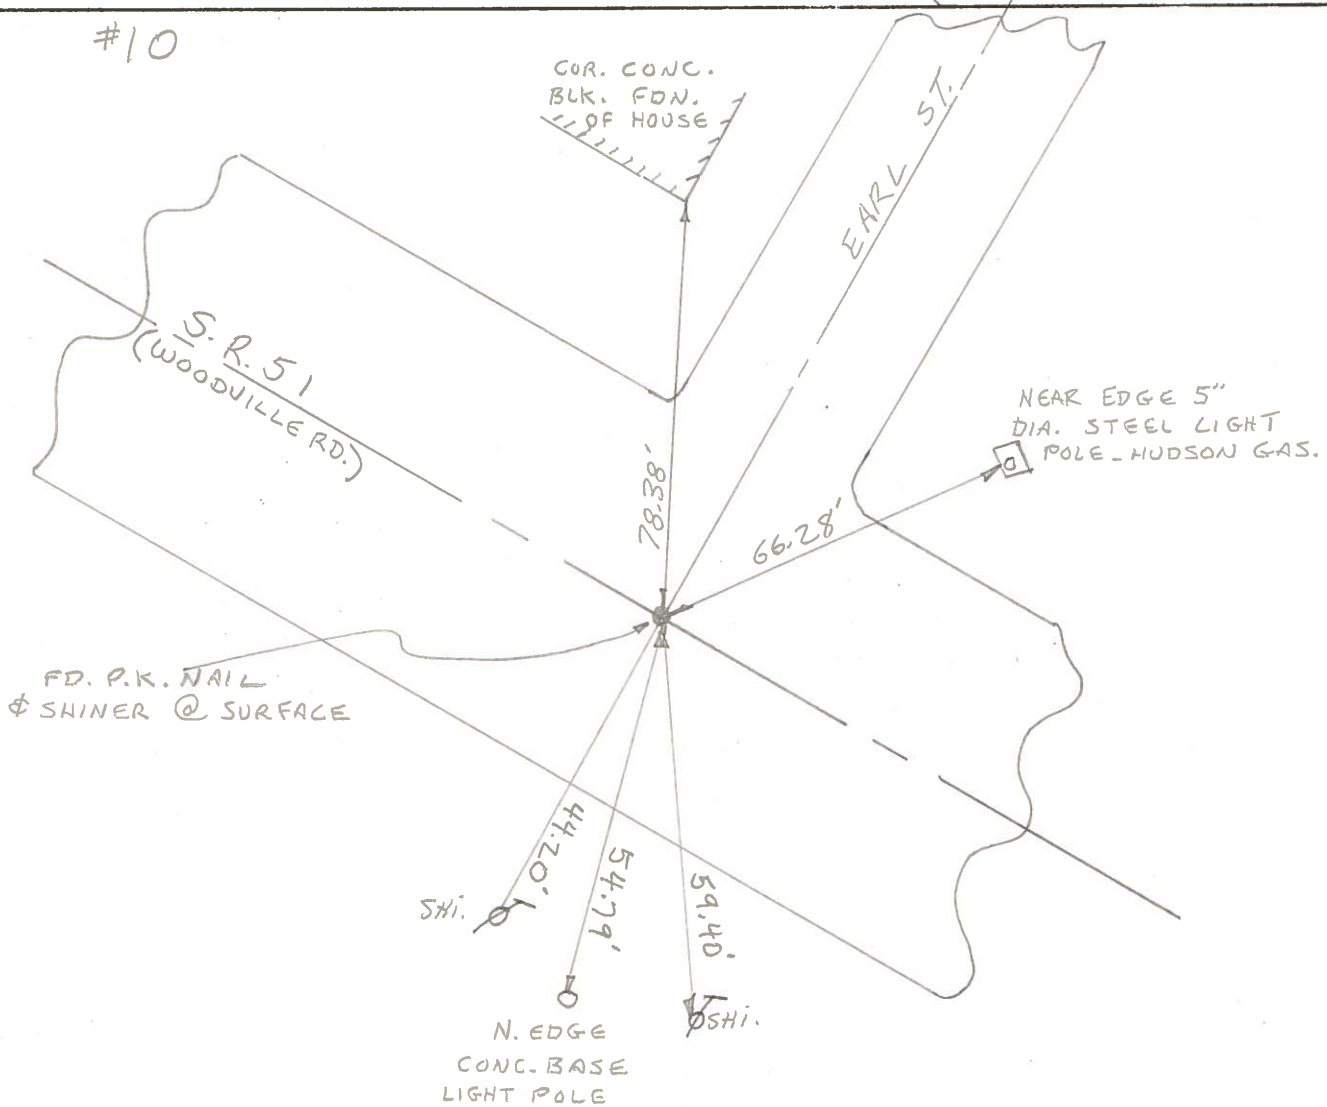 #10
COR. CONC.
BLK. FDN.
OF HOUSE
EARL ST.
S.R. 51
(WOODVILLE RD.)
NEAR EDGE 5"
DIA. STEEL LIGHT
POLE - HUDSON GAS.
78.38'
66.28'
FD. P.K. NAIL
& SHINER @ SURFACE
44.20'
54.79'
59.40'
SHI.
SHI.
N. EDGE
CONC. BASE
LIGHT POLE